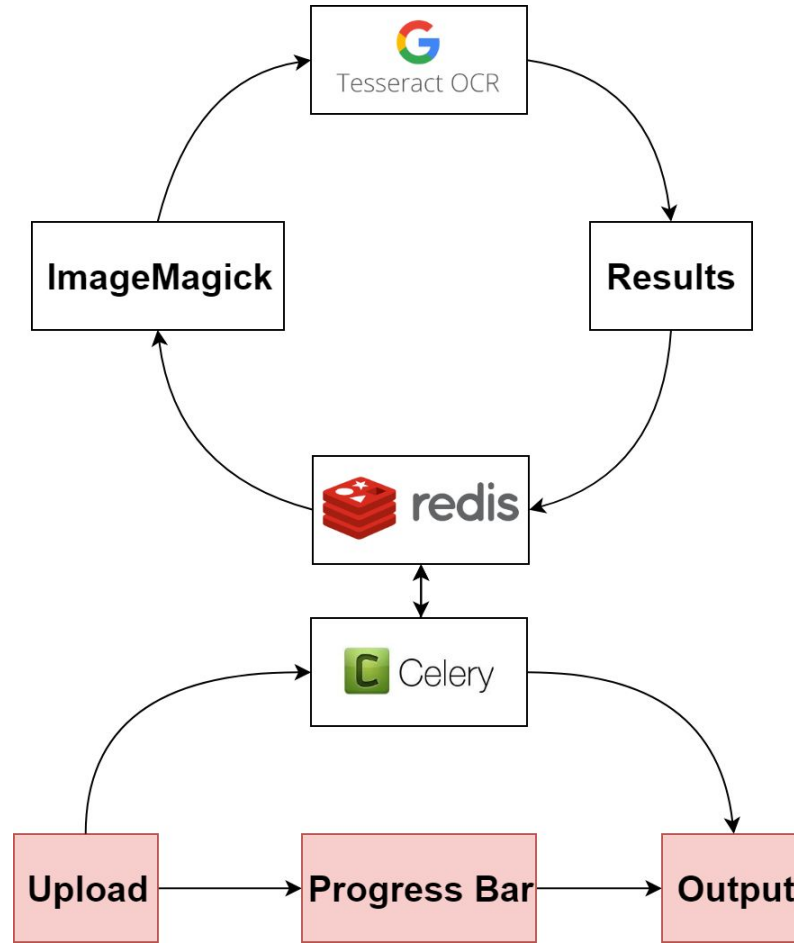 Tesseract OCR
ImageMagick
Results
redis
Celery
Upload
Progress Bar
Output